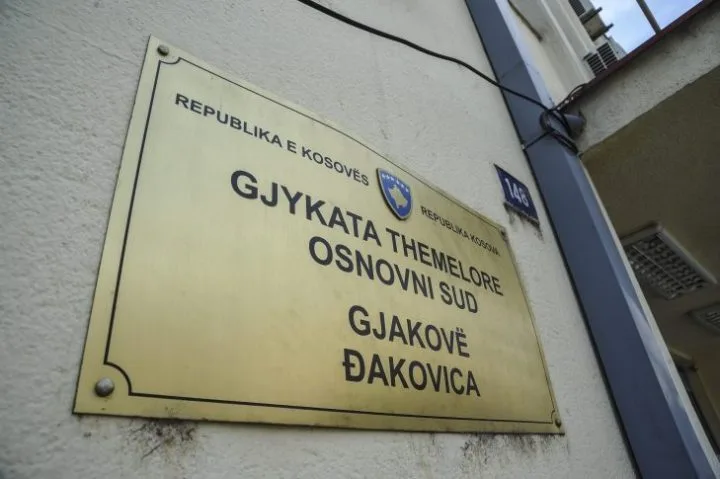 REPUBLIKA E KOSOVËS
REPUBLIKA KOSOVA
GJYKATA THEMELORE
OSNOVNI SUD
GJAKOVË
ĐAKOVICA
146